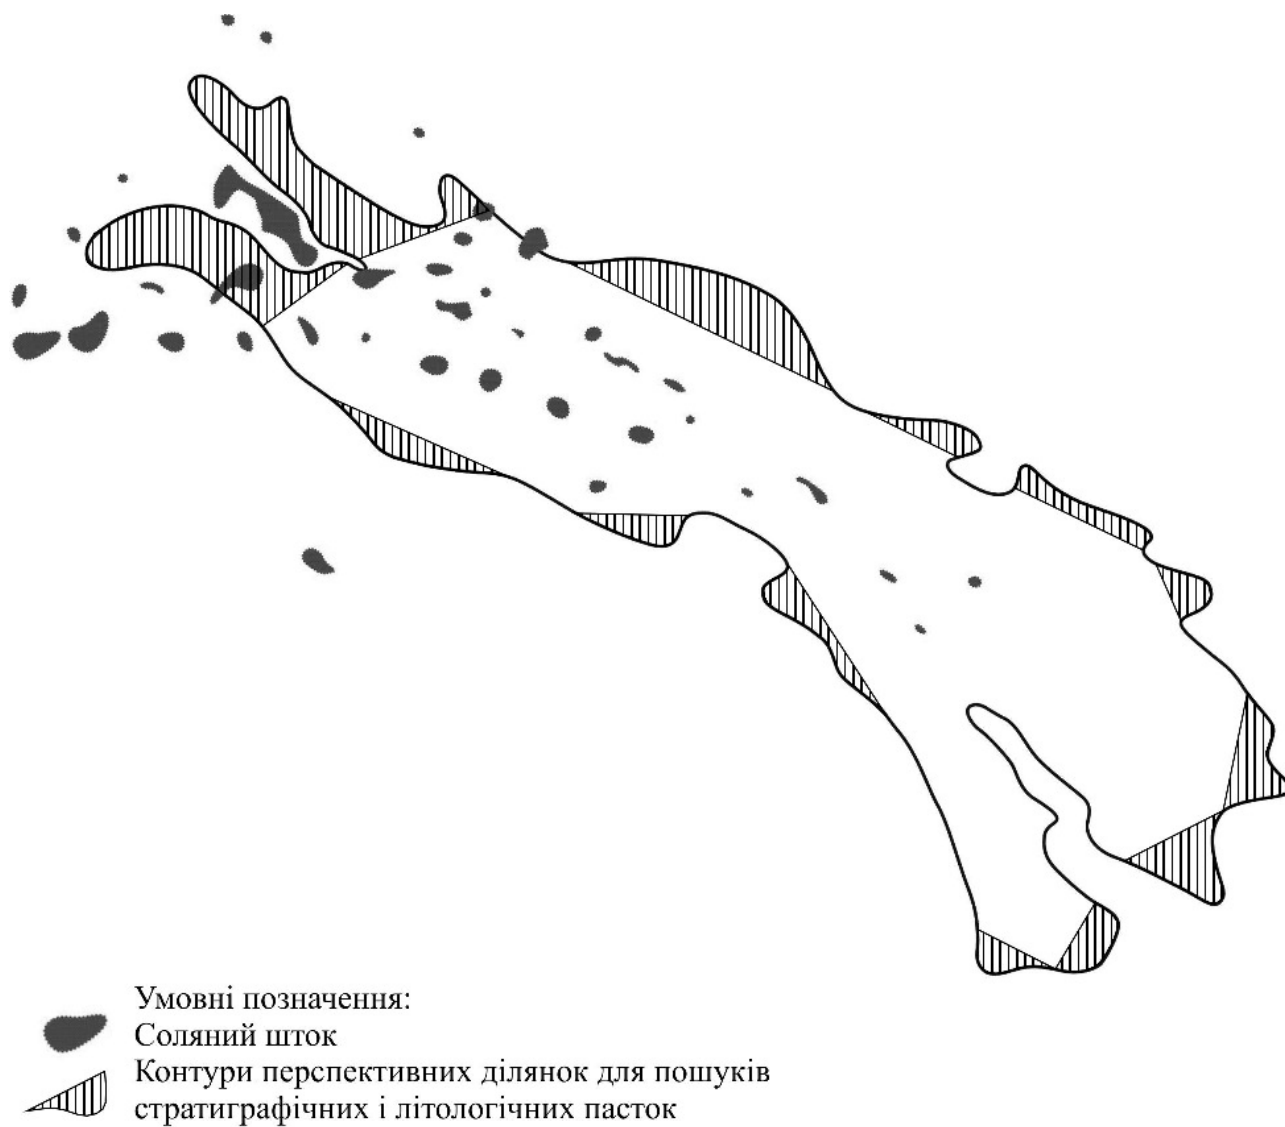 Умовні позначення:
Соляний шток
Контури перспективних ділянок для пошуків
стратиграфічних і літологічних пасток